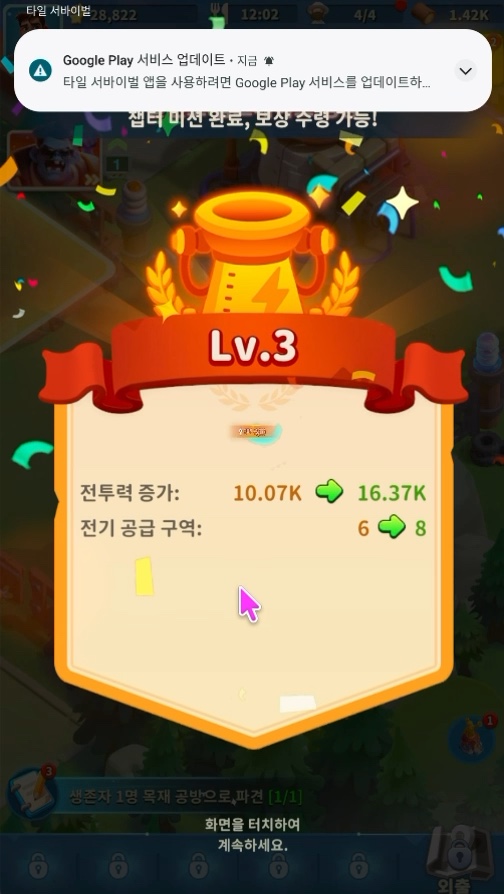 타일 서바이벌
28,822
12:02
4/4
1.42K
Google Play 서비스 업데이트 • 지금
타일 서바이벌 앱을 사용하려면 Google Play 서비스를 업데이트하...
챕터 미션 완료, 보상 수령 가능!
1
Lv.3
전투력 증가: 10.07K 16.37K
전기 공급 구역: 6 8
1
3
생존자 1명 목재 공방으로 파견 [1/1]
화면을 터치하여
계속하세요.
외출